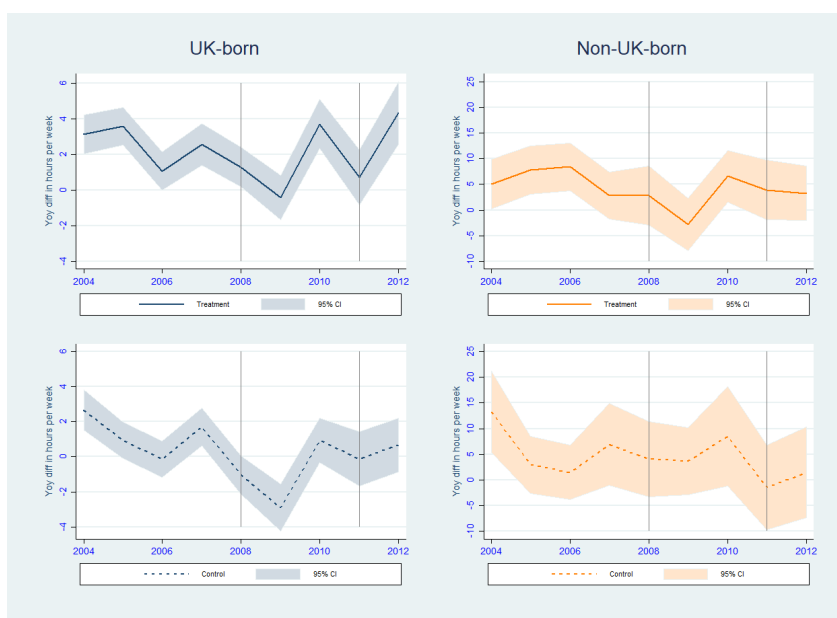 UK-born
Non-UK-born
Yoy diff in hours per week
6
4
2
0
-2
-4
2004 2006 2008 2010 2012
Treatment 95% CI
Yoy diff in hours per week
25
20
15
10
5
0
-5
-10
2004 2006 2008 2010 2012
Treatment 95% CI
Yoy diff in hours per week
6
4
2
0
-2
-4
2004 2006 2008 2010 2012
Control 95% CI
Yoy diff in hours per week
25
20
15
10
5
0
-5
-10
2004 2006 2008 2010 2012
Control 95% CI